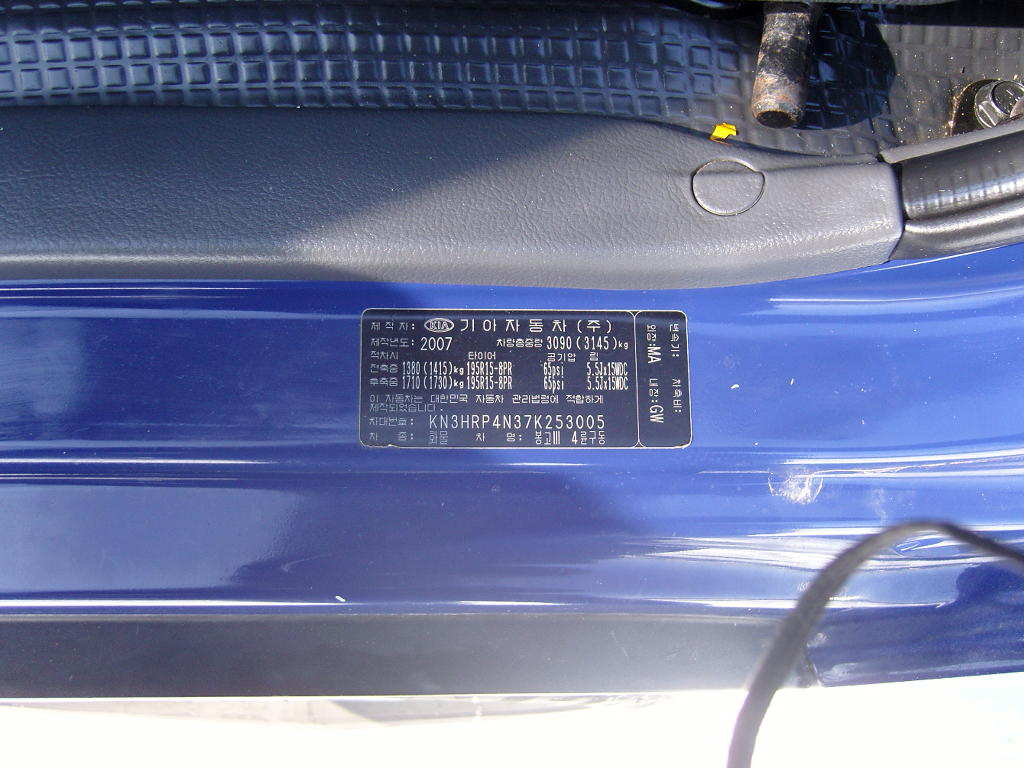 제작자: KIA 기아자동차(주)
제작년도: 2007 차량총중량 3090(3145)kg
적차시 타이어 공기압 림
전축중 1380(1415)kg 195R15-8PR 65psi 5.5Jx15WDC
후축중 1710(1730)kg 195R15-8PR 65psi 5.5Jx15WDC
이 자동차는 대한민국 자동차 관리법령에 적합하게
제작되었습니다.
차대번호: KN3HRP4N37K253005
차 종: 화물 차 명: 봉고III 4륜구동
변속기: 차축비:
외장: MA 내장: GW